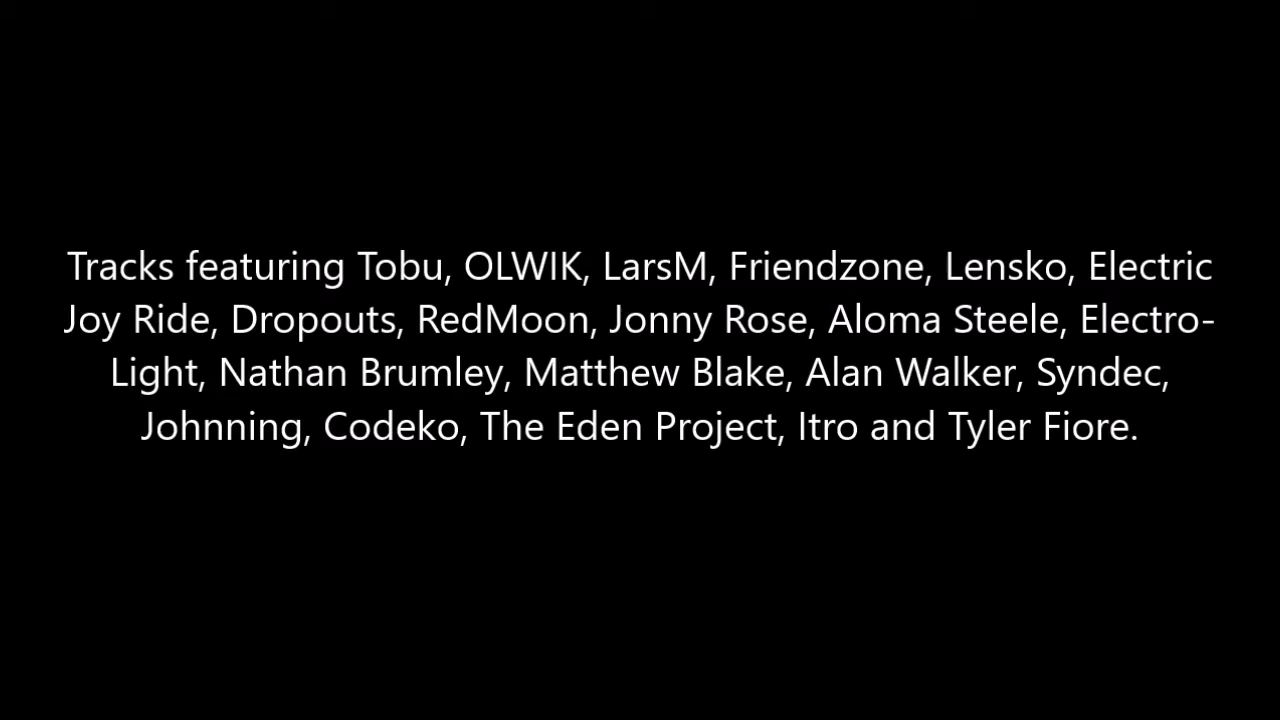 Tracks featuring Tobu, OLWIK, LarsM, Friendzone, Lensko, Electric
Joy Ride, Dropouts, RedMoon, Jonny Rose, Aloma Steele, Electro-
Light, Nathan Brumley, Matthew Blake, Alan Walker, Syndec,
Johnning, Codeko, The Eden Project, Itro and Tyler Fiore.